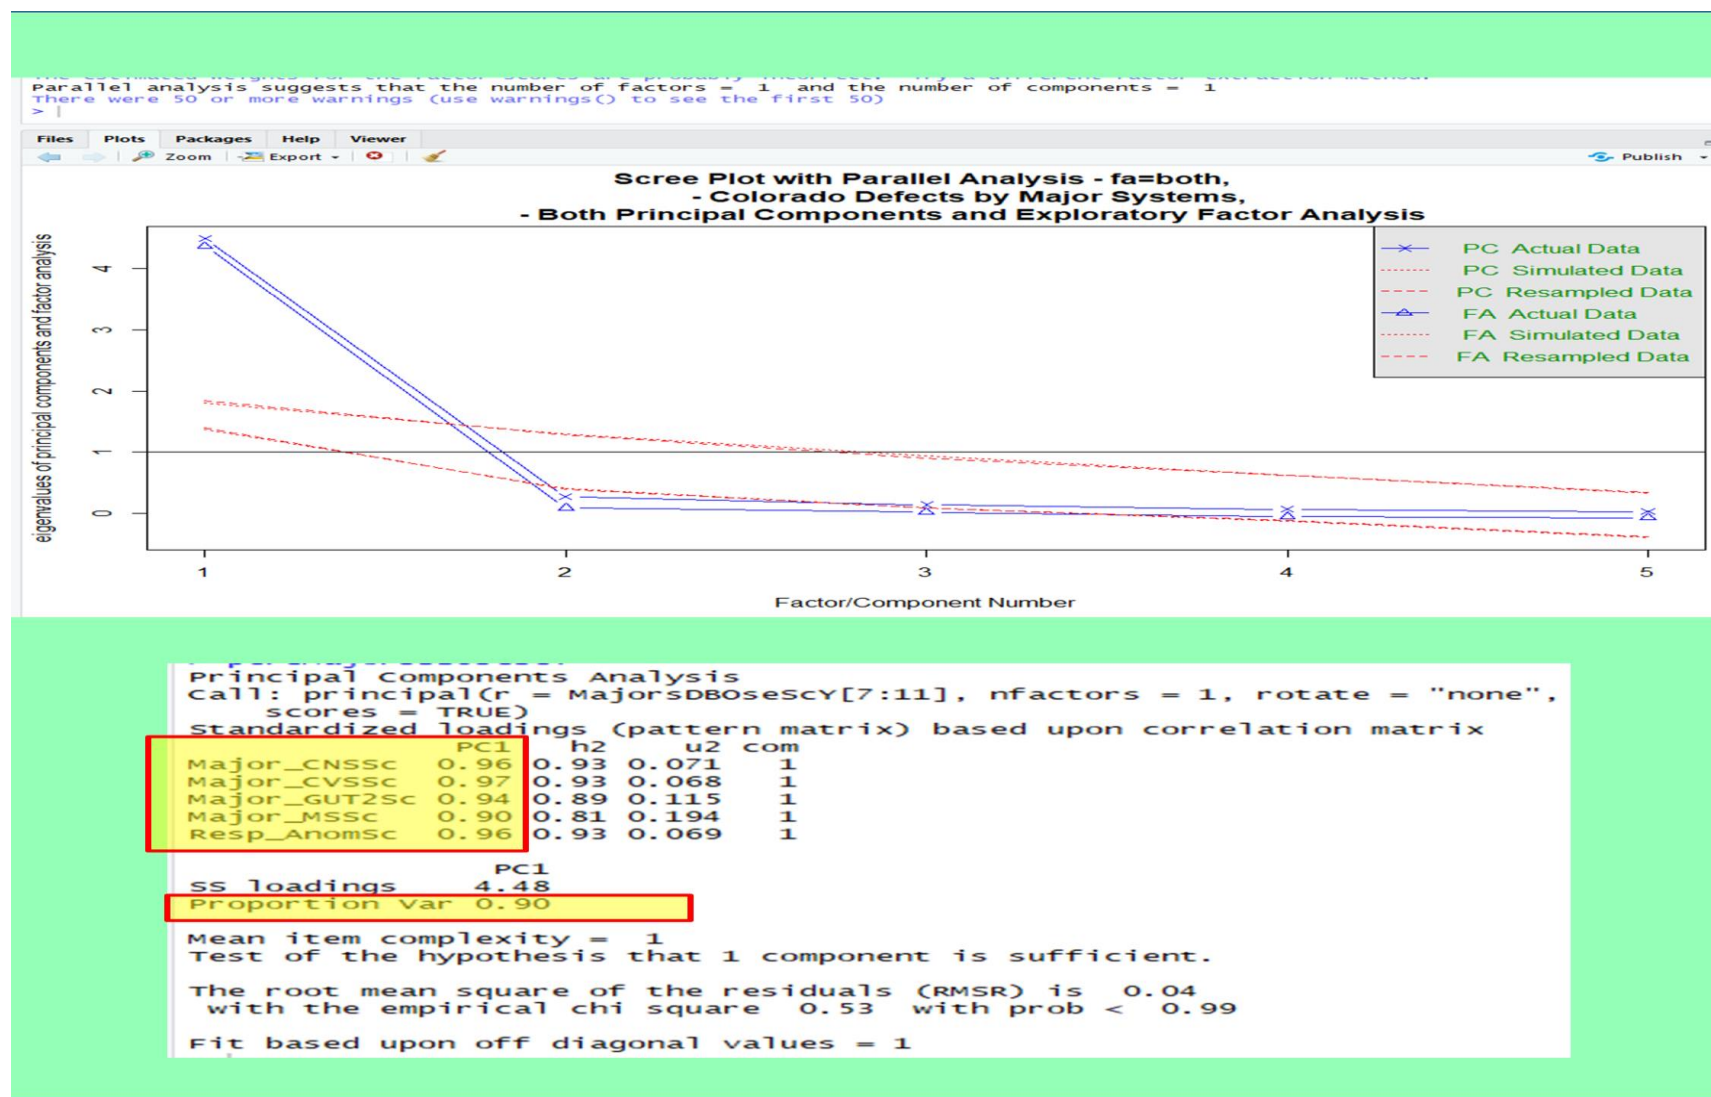 Parallel analysis suggests that the number of factors = 1 and the number of components = 1
There were 50 or more warnings (use warnings() to see the first 50)
>
Files Plots Packages Help Viewer
Zoom Export Publish
Scree Plot with Parallel Analysis - fa=both,
- Colorado Defects by Major Systems,
- Both Principal Components and Exploratory Factor Analysis
eigenvalues of principal components and factor analysis
4
3
2
1
0
PC Actual Data
PC Simulated Data
PC Resampled Data
FA Actual Data
FA Simulated Data
FA Resampled Data
1 2 3 4 5
Factor/Component Number
Principal Components Analysis
Call: principal(r = MajorsDBOseScY[7:11], nfactors = 1, rotate = "none",
scores = TRUE)
Standardized loadings (pattern matrix) based upon correlation matrix
PC1 h2 u2 com
Major_CNSSc 0.96 0.93 0.071 1
Major_CVSSc 0.97 0.93 0.068 1
Major_GUT2Sc 0.94 0.89 0.115 1
Major_MSSc 0.90 0.81 0.194 1
Resp_AnomSc 0.96 0.93 0.069 1
PC1
SS loadings 4.48
Proportion Var 0.90
Mean item complexity = 1
Test of the hypothesis that 1 component is sufficient.
The root mean square of the residuals (RMSR) is 0.04
with the empirical chi square 0.53 with prob < 0.99
Fit based upon off diagonal values = 1